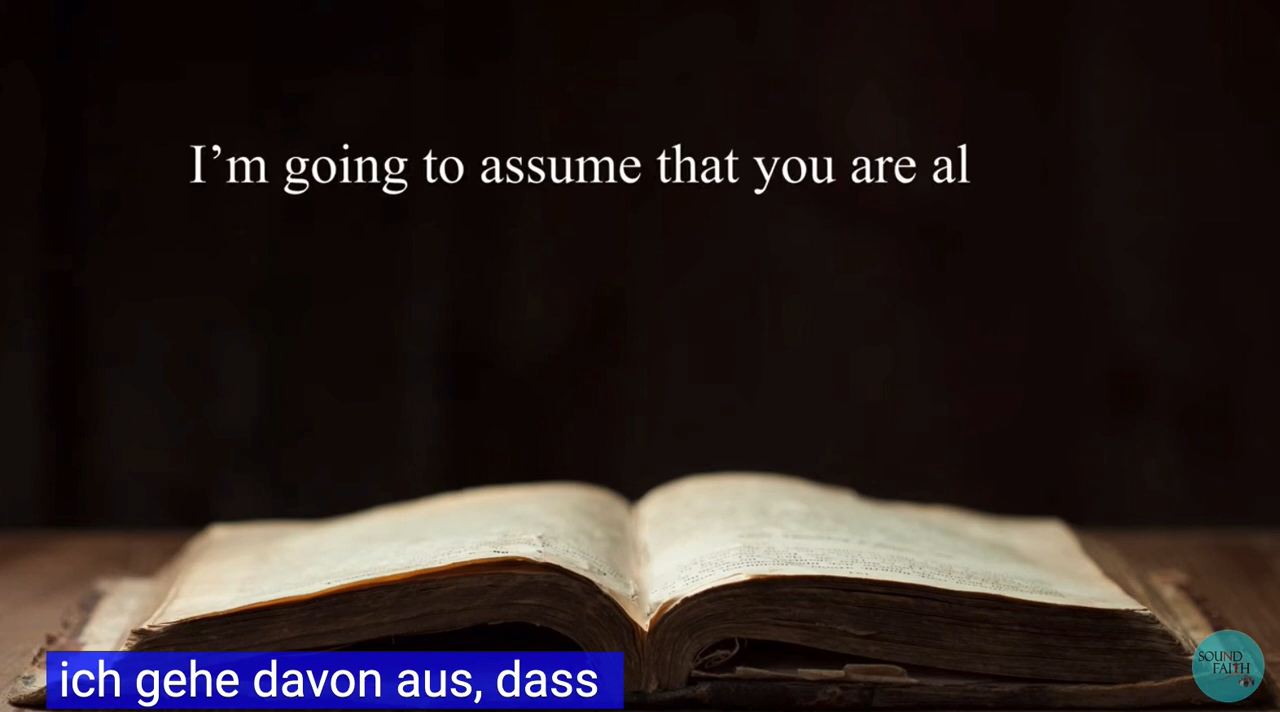 I’m going to assume that you are al
ich gehe davon aus, dass
SOUND
FAITH